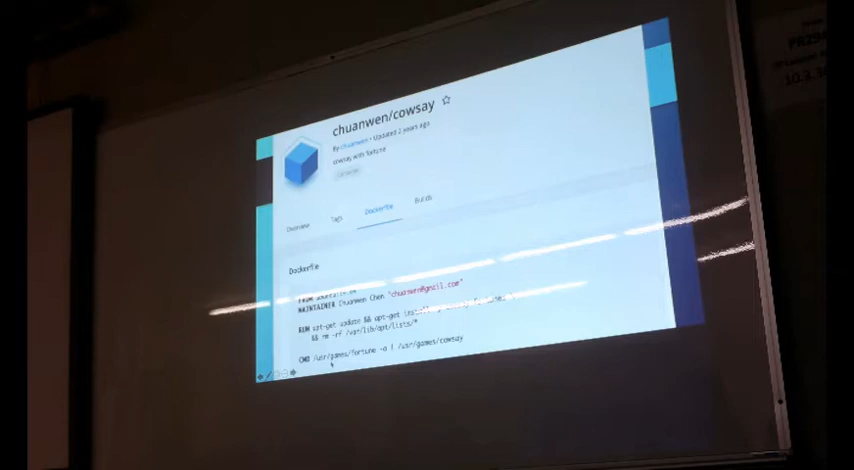 chuanwen/cowsay
By chuanwen • Updated 2 years ago
cowsay with fortune
Container
Overview Tags Dockerfile Builds
Dockerfile
FROM
MAINTAINER Chuanwen Chen "chuanwen@gmail.com"
RUN apt-get update && apt-get install
&& rm -rf /var/lib/apt/lists/*
CMD /usr/games/fortune -a | /usr/games/cowsay